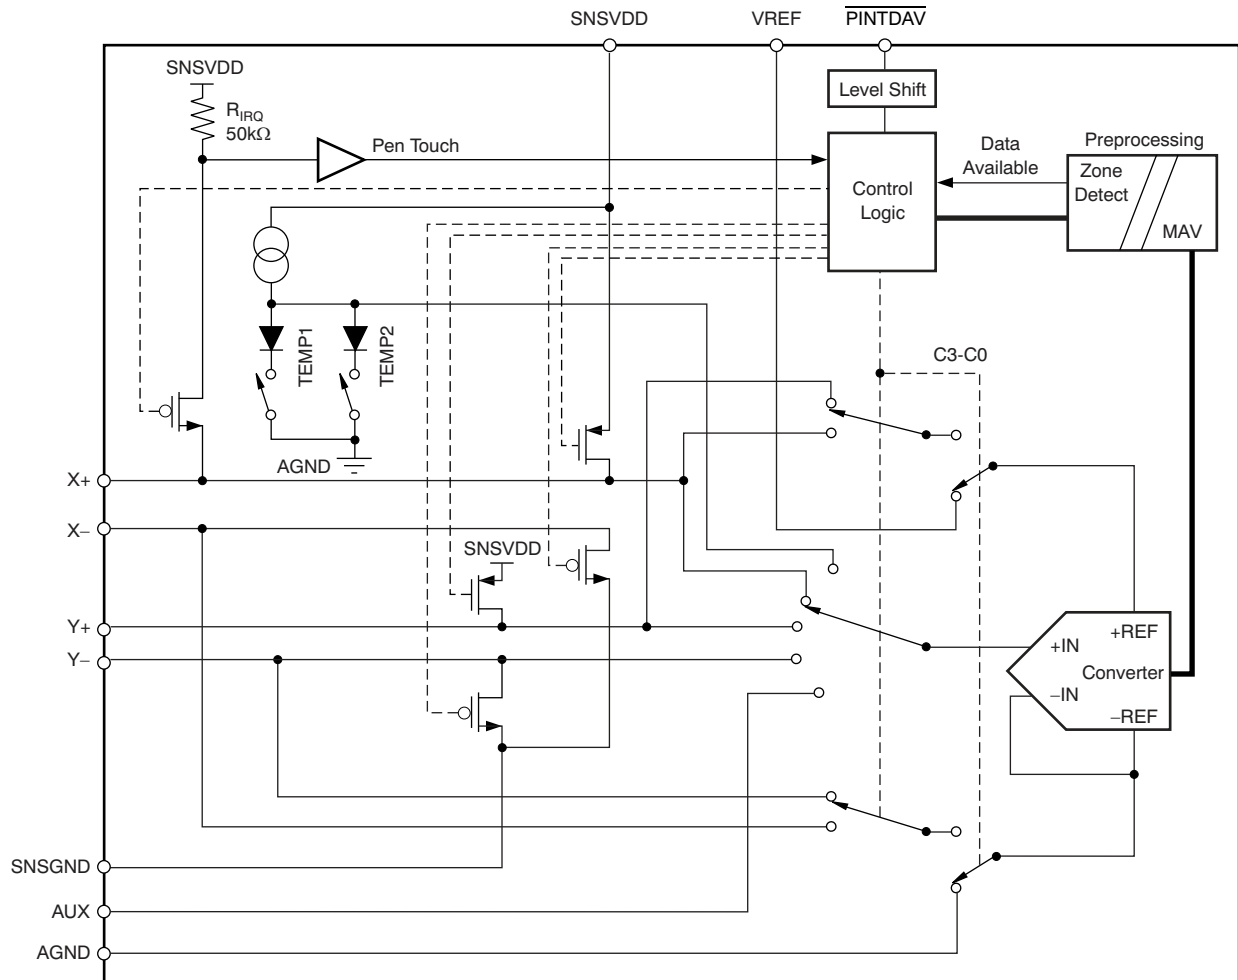 SNSVDD
VREF
PINTDAV
SNSVDD
RIRQ
50kΩ
Level Shift
Pen Touch
Data
Available
Preprocessing
Zone
Detect
MAV
Control
Logic
TEMP1
TEMP2
C3-C0
AGND
X+
X−
SNSVDD
Y+
Y−
+IN
+REF
Converter
−IN
−REF
SNSGND
AUX
AGND